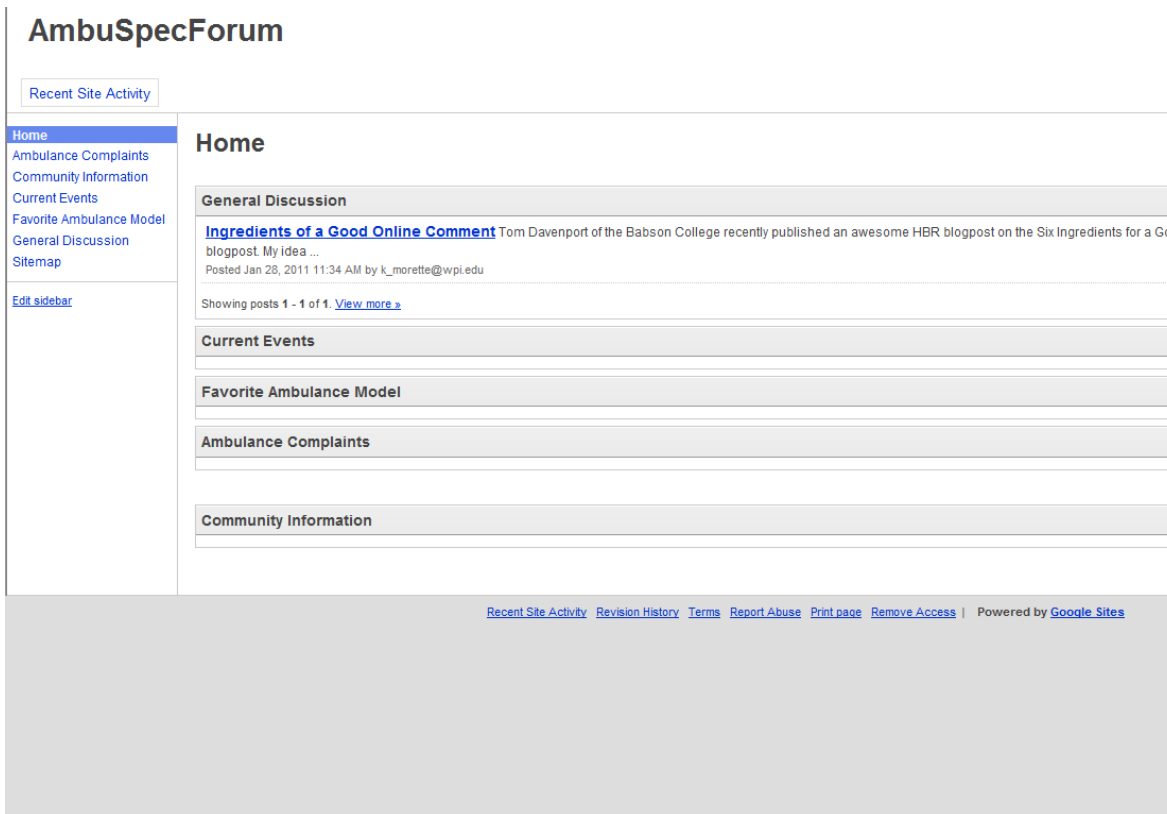 AmbuSpecForum
Recent Site Activity
Home
Ambulance Complaints
Community Information
Current Events
Favorite Ambulance Model
General Discussion
Sitemap
Edit sidebar
Home
General Discussion
Ingredients of a Good Online Comment Tom Davenport of the Babson College recently published an awesome HBR blogpost on the Six Ingredients for a
blogpost. My idea ...
Posted Jan 28, 2011 11:34 AM by k_morette@wpi.edu
Showing posts 1 - 1 of 1. View more »
Current Events
Favorite Ambulance Model
Ambulance Complaints
Community Information
Recent Site Activity Revision History Terms Report Abuse Print page Remove Access | Powered by Google Sites